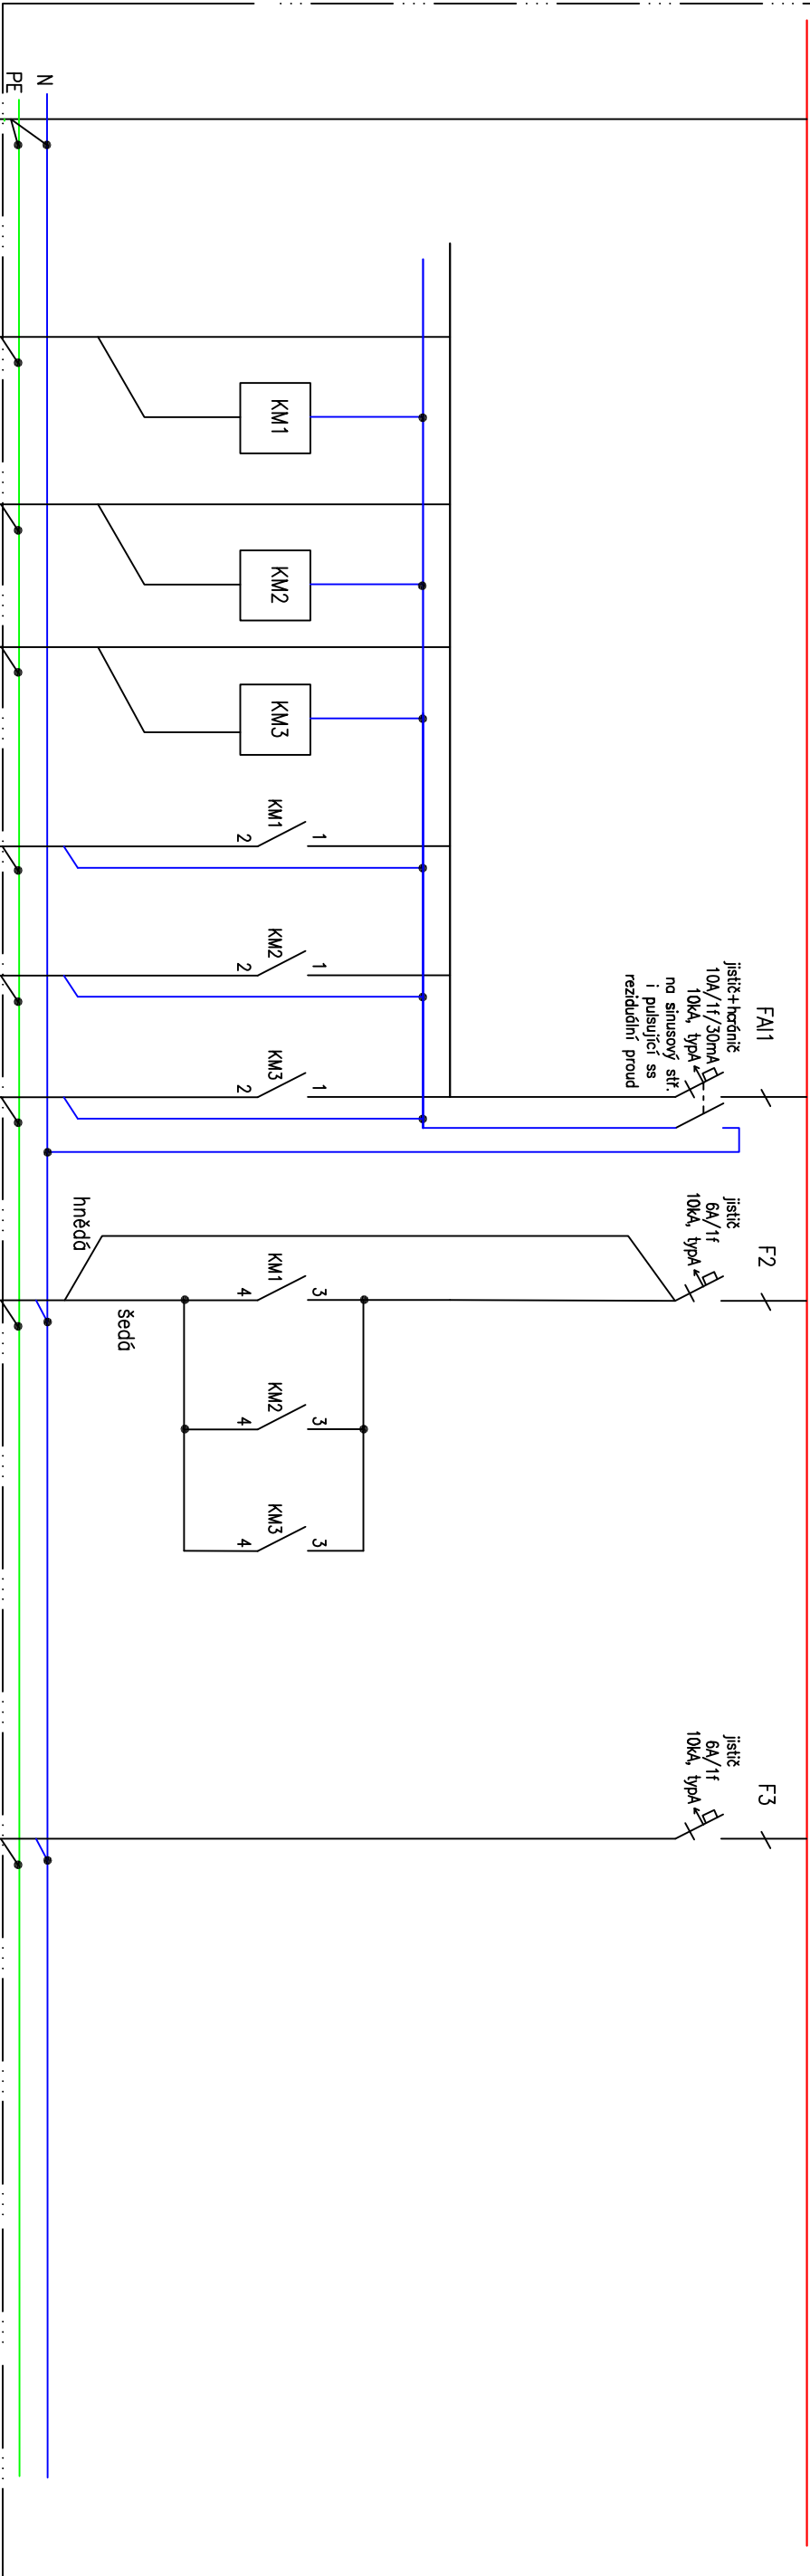 N
PE
KM1
KM2
KM3
KM1
1
2
KM2
1
2
KM3
1
2
FAI1
jistič+hránič
10A/1f/30mA
10kA, typA
na sinusový stř.
i pulsující ss
reziduální proud
F2
jistič
6A/1f
10kA, typA
hnědá
šedá
KM1
3
4
KM2
3
4
KM3
3
4
F3
jistič
6A/1f
10kA, typA